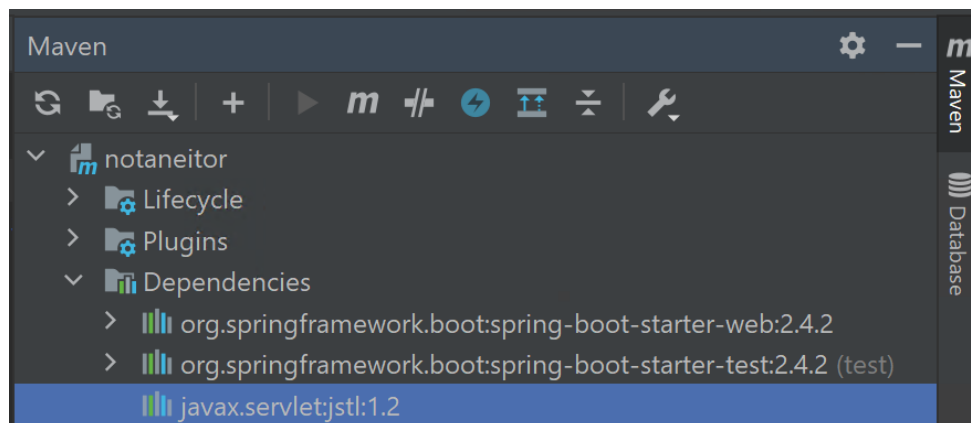 Maven
m
m
Maven
notaneitor
Lifecycle
Plugins
Dependencies
org.springframework.boot:spring-boot-starter-web:2.4.2
org.springframework.boot:spring-boot-starter-test:2.4.2 (test)
javax.servlet:jstl:1.2
Database